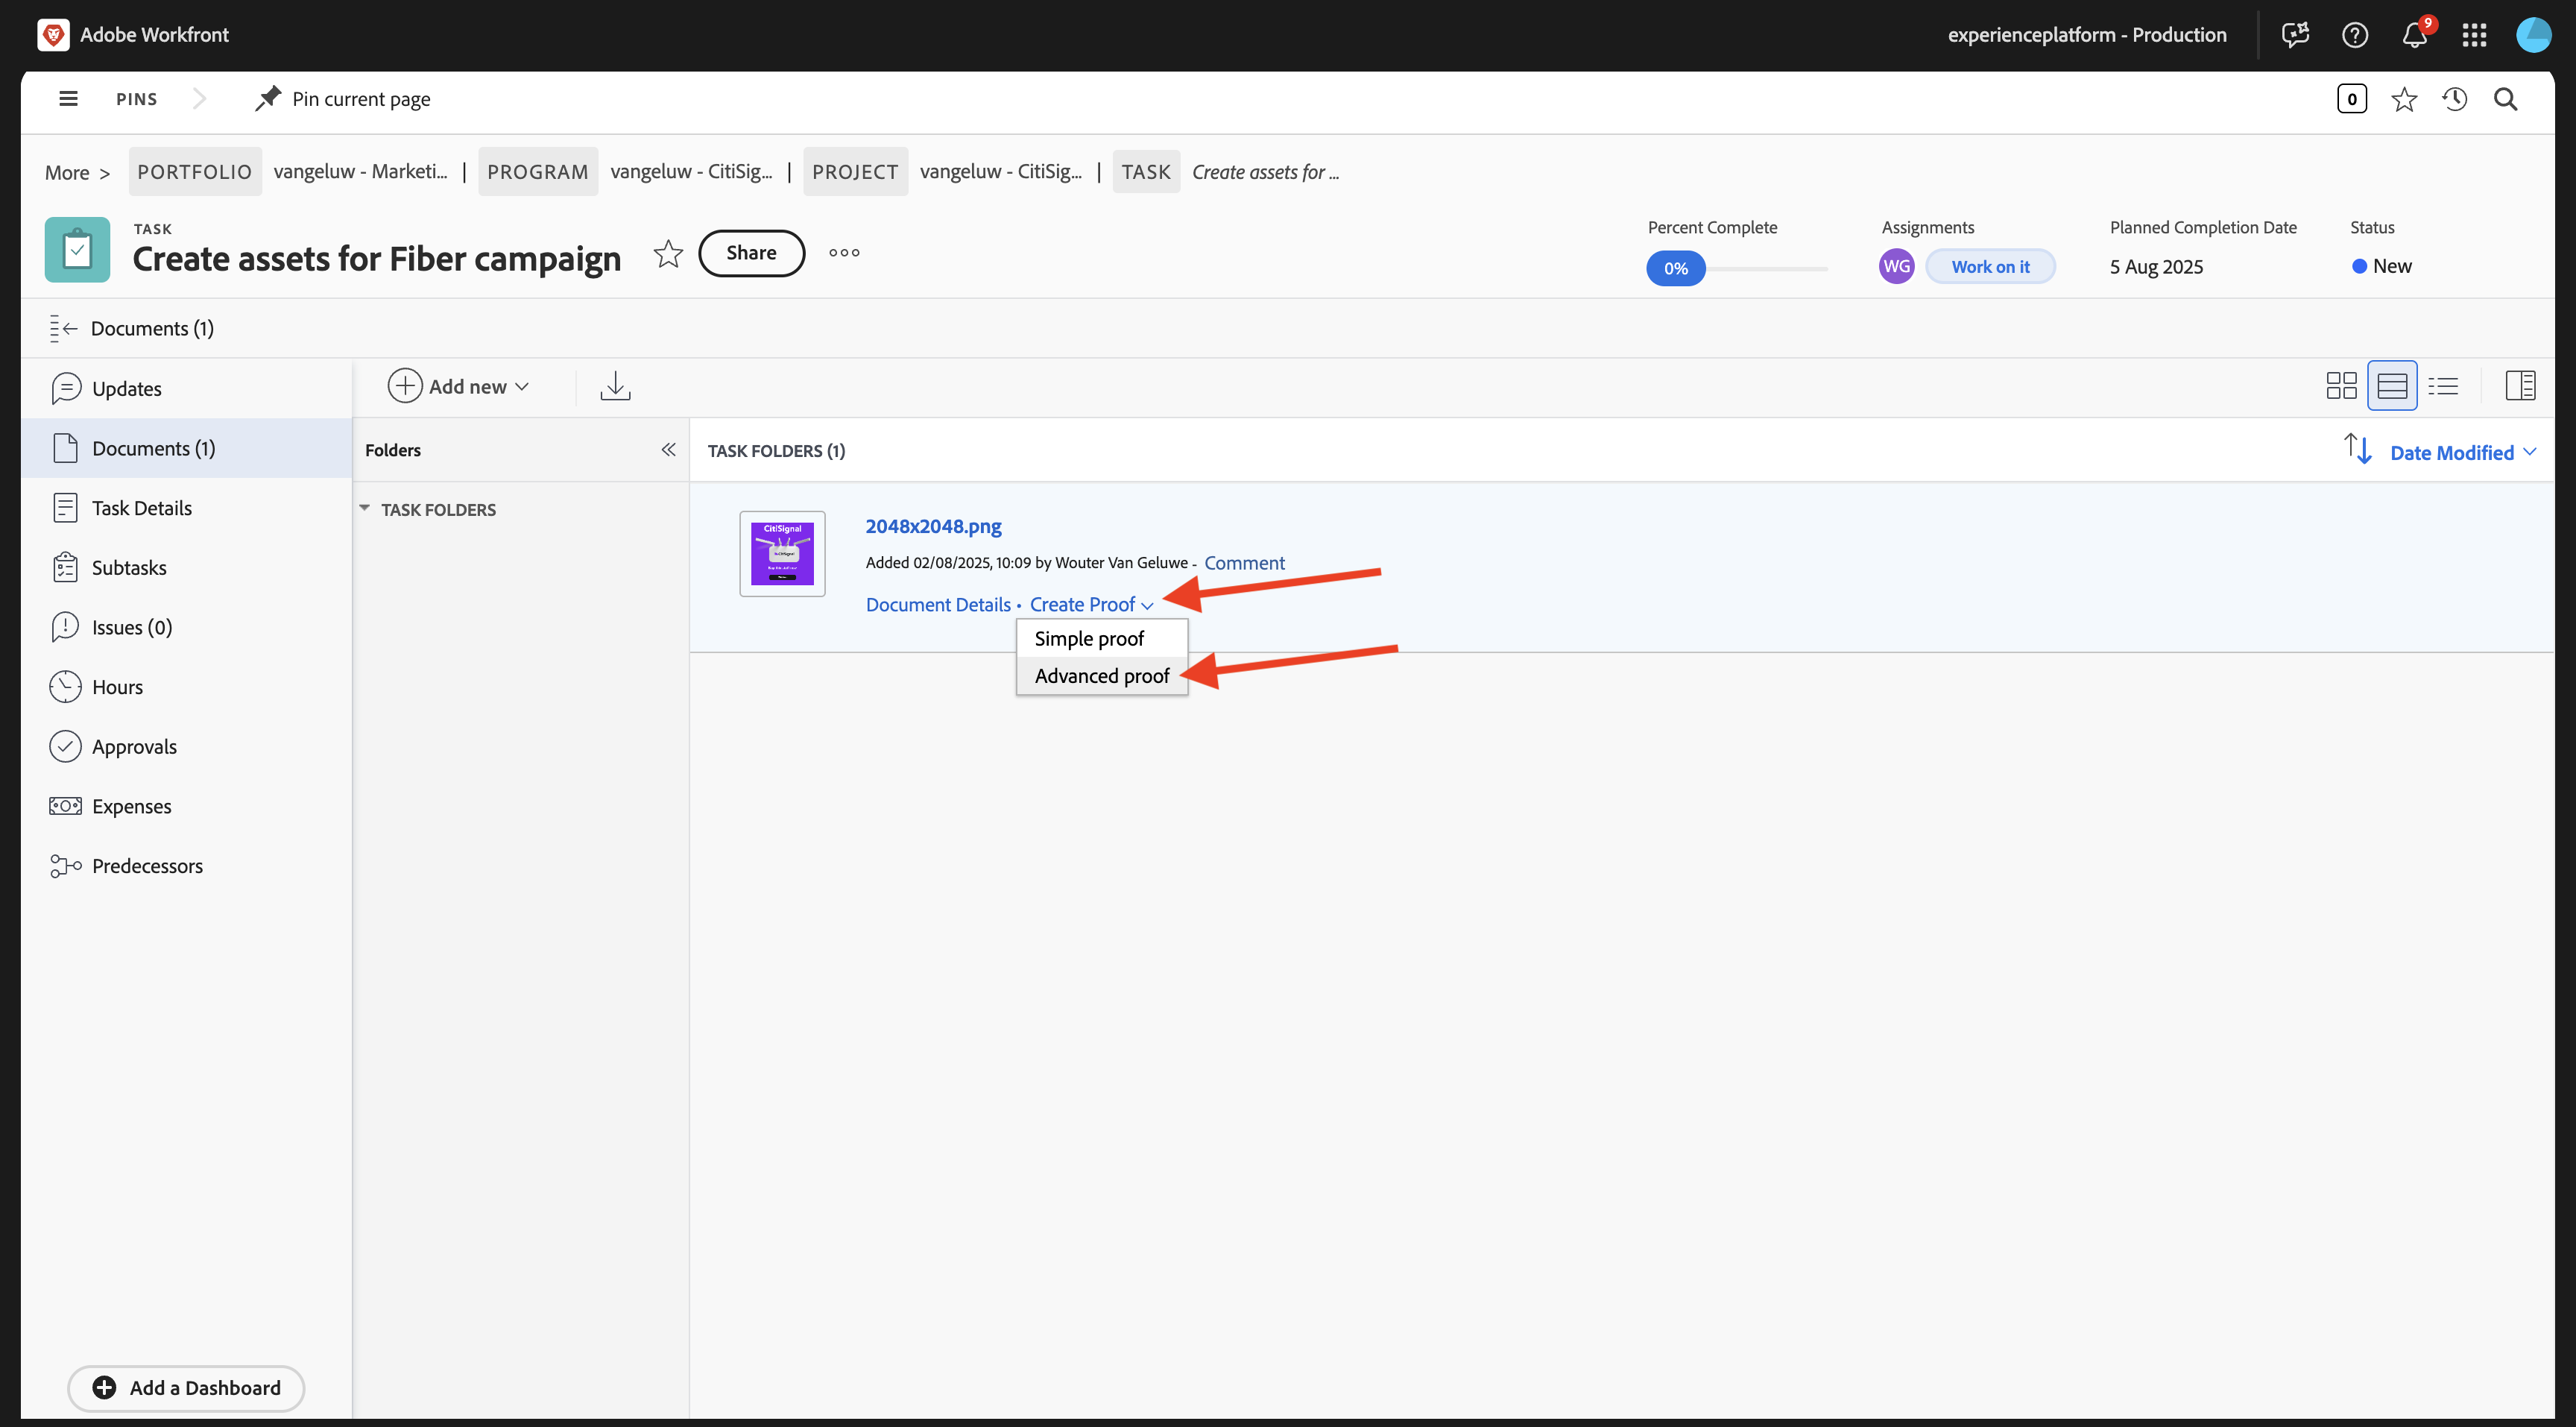 Adobe Workfront
experienceplatform - Production
9
PINS
Pin current page
0
More >
PORTFOLIO
vangeluw - Marketi...
|
PROGRAM
vangeluw - CitiSig...
|
PROJECT
vangeluw - CitiSig...
|
TASK
Create assets for ...
TASK
Create assets for Fiber campaign
Share
Percent Complete
0%
Assignments
WG
Work on it
Planned Completion Date
5 Aug 2025
Status
New
Documents (1)
Updates
Documents (1)
Task Details
Subtasks
Issues (0)
Hours
Approvals
Expenses
Predecessors
Add a Dashboard
Add new
Folders
TASK FOLDERS
TASK FOLDERS (1)
Date Modified
CitiSignal
2048x2048.png
Added 02/08/2025, 10:09 by Wouter Van Geluwe - Comment
Document Details • Create Proof
Simple proof
Advanced proof